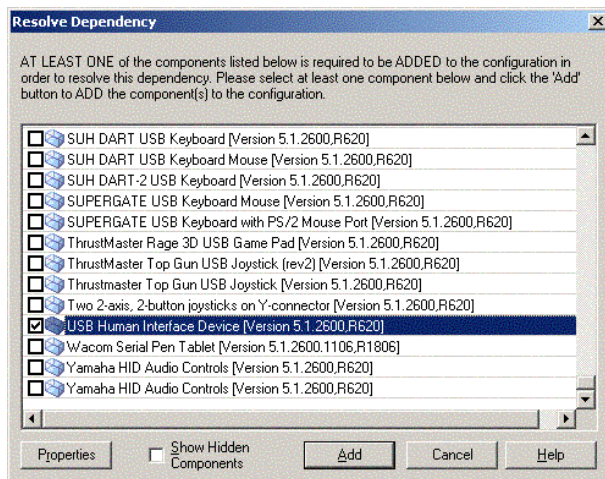 Resolve Dependency
AT LEAST ONE of the components listed below is required to be ADDED to the configuration in
order to resolve this dependency. Please select at least one component below and click the 'Add'
button to ADD the component(s) to the configuration.
SUH DART USB Keyboard [Version 5.1.2600,R620]
SUH DART USB Keyboard Mouse [Version 5.1.2600,R620]
SUH DART-2 USB Keyboard [Version 5.1.2600,R620]
SUPERGATE USB Keyboard Mouse [Version 5.1.2600,R620]
SUPERGATE USB Keyboard with PS/2 Mouse Port [Version 5.1.2600,R620]
ThrustMaster Rage 3D USB Game Pad [Version 5.1.2600,R620]
ThrustMaster Top Gun USB Joystick (rev2) [Version 5.1.2600,R620]
Thrustmaster Top Gun USB Joystick [Version 5.1.2600,R620]
Two 2-axis, 2-button joysticks on Y-connector [Version 5.1.2600,R620]
USB Human Interface Device [Version 5.1.2600,R620]
Wacom Serial Pen Tablet [Version 5.1.2600.1106,R1806]
Yamaha HID Audio Controls [Version 5.1.2600,R620]
Yamaha HID Audio Controls [Version 5.1.2600,R620]
Properties
Show Hidden
Components
Add
Cancel
Help